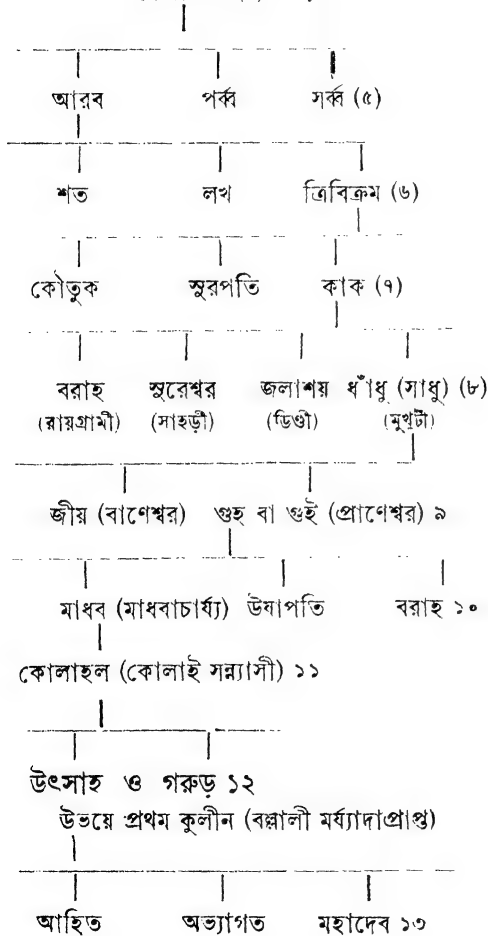 আরব পর্ব্ব সর্ব্ব (৫)
শত লখ ত্রিবিক্রম (৬)
কৌতুক সুরপতি কাক (৭)
বরাহ সুরেশ্বর জলাশয় ধাঁধু (সাধু) (৮)
(রায়গ্রামী) (সাহড়ী) (ডিণ্ডী) (মুখুটী)
জীয় (বাণেশ্বর) গুহ বা গুই (প্রাণেশ্বর) ৯
মাধব (মাধবাচার্য্য) উষাপতি বরাহ ১০
কোলাহল (কোলাই সন্ন্যাসী) ১১
উৎসাহ ও গরুড় ১২
উভয়ে প্রথম কুলীন (বল্লালী মর্য্যাদাপ্রাপ্ত)
আহিত অভ্যাগত মহাদেব ১৩